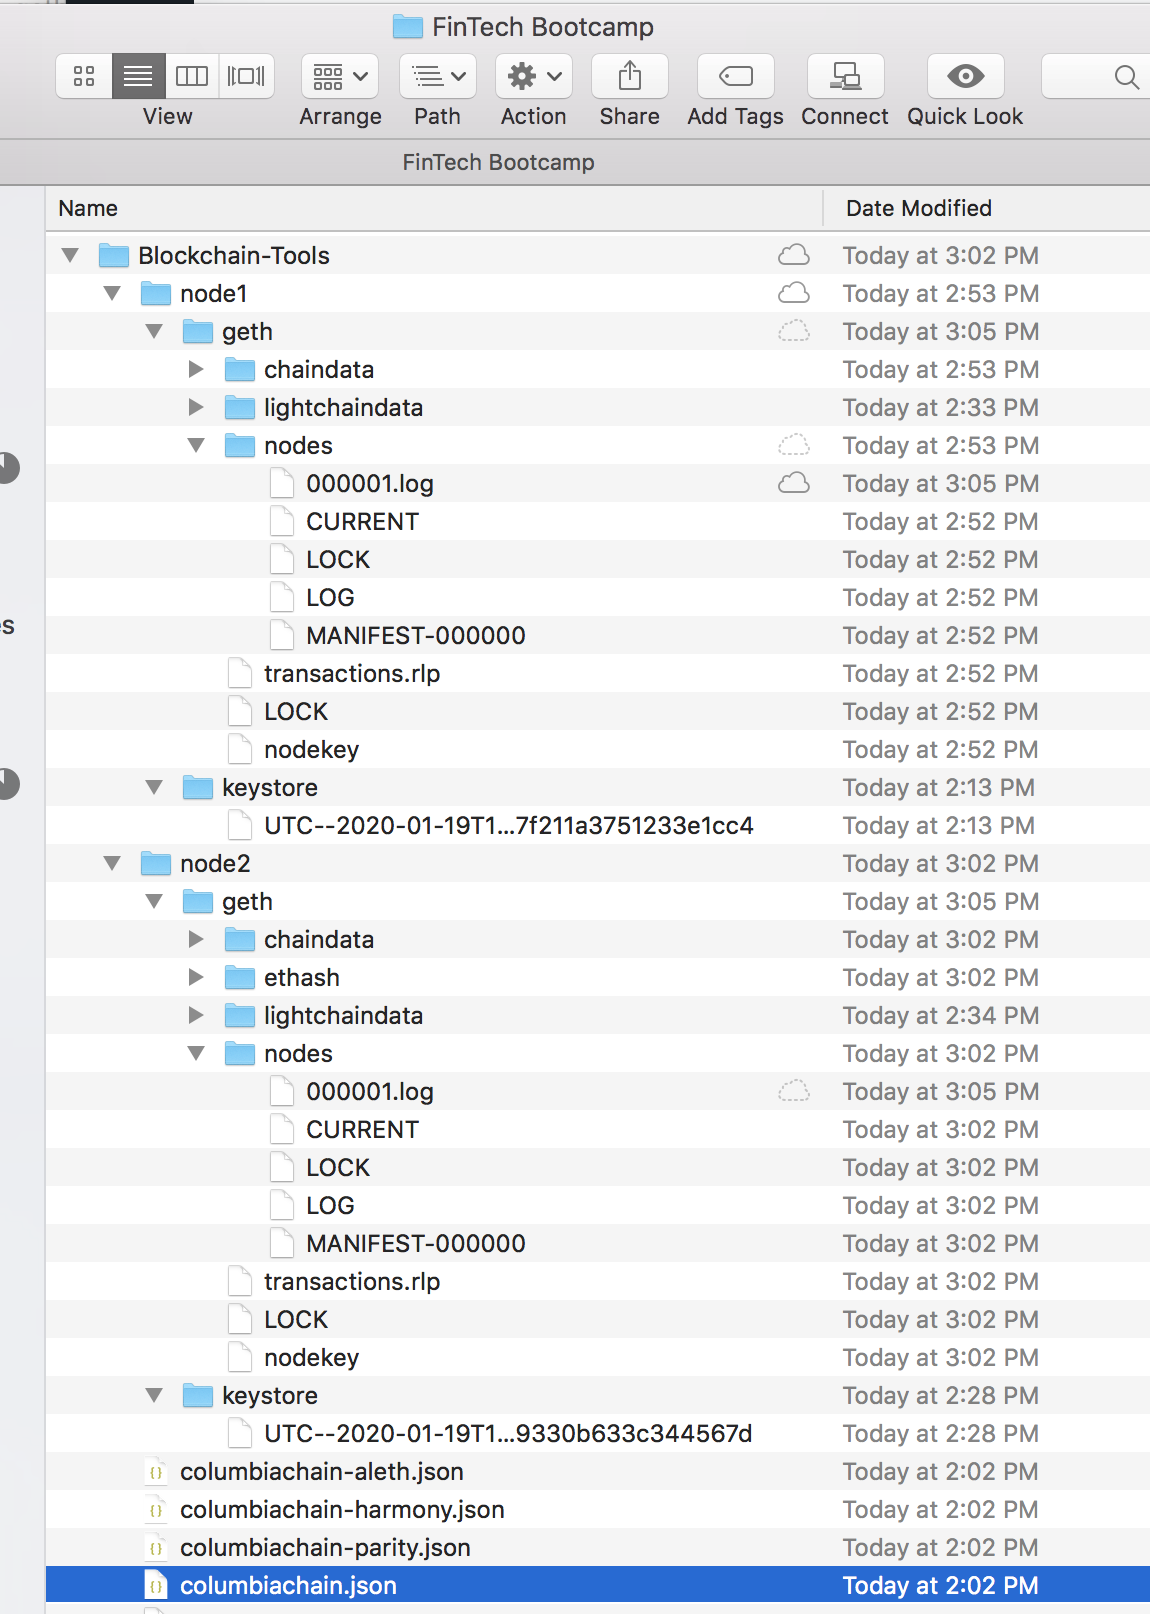 FinTech Bootcamp
View Arrange Path Action Share Add Tags Connect Quick Look
FinTech Bootcamp
Name Date Modified
Blockchain-Tools Today at 3:02 PM
node1 Today at 2:53 PM
geth Today at 3:05 PM
chaindata Today at 2:53 PM
lightchaindata Today at 2:33 PM
nodes Today at 2:53 PM
000001.log Today at 3:05 PM
CURRENT Today at 2:52 PM
LOCK Today at 2:52 PM
LOG Today at 2:52 PM
es
MANIFEST-000000 Today at 2:52 PM
transactions.rlp Today at 2:52 PM
LOCK Today at 2:52 PM
nodekey Today at 2:52 PM
keystore Today at 2:13 PM
UTC--2020-01-19T1...7f211a3751233e1cc4 Today at 2:13 PM
node2 Today at 3:02 PM
geth Today at 3:05 PM
chaindata Today at 3:02 PM
ethash Today at 3:02 PM
lightchaindata Today at 2:34 PM
nodes Today at 3:02 PM
000001.log Today at 3:05 PM
CURRENT Today at 3:02 PM
LOCK Today at 3:02 PM
LOG Today at 3:02 PM
MANIFEST-000000 Today at 3:02 PM
transactions.rlp Today at 3:02 PM
LOCK Today at 3:02 PM
nodekey Today at 3:02 PM
keystore Today at 2:28 PM
UTC--2020-01-19T1...9330b633c344567d Today at 2:28 PM
columbiachain-aleth.json Today at 2:02 PM
columbiachain-harmony.json Today at 2:02 PM
columbiachain-parity.json Today at 2:02 PM
columbiachain.json Today at 2:02 PM